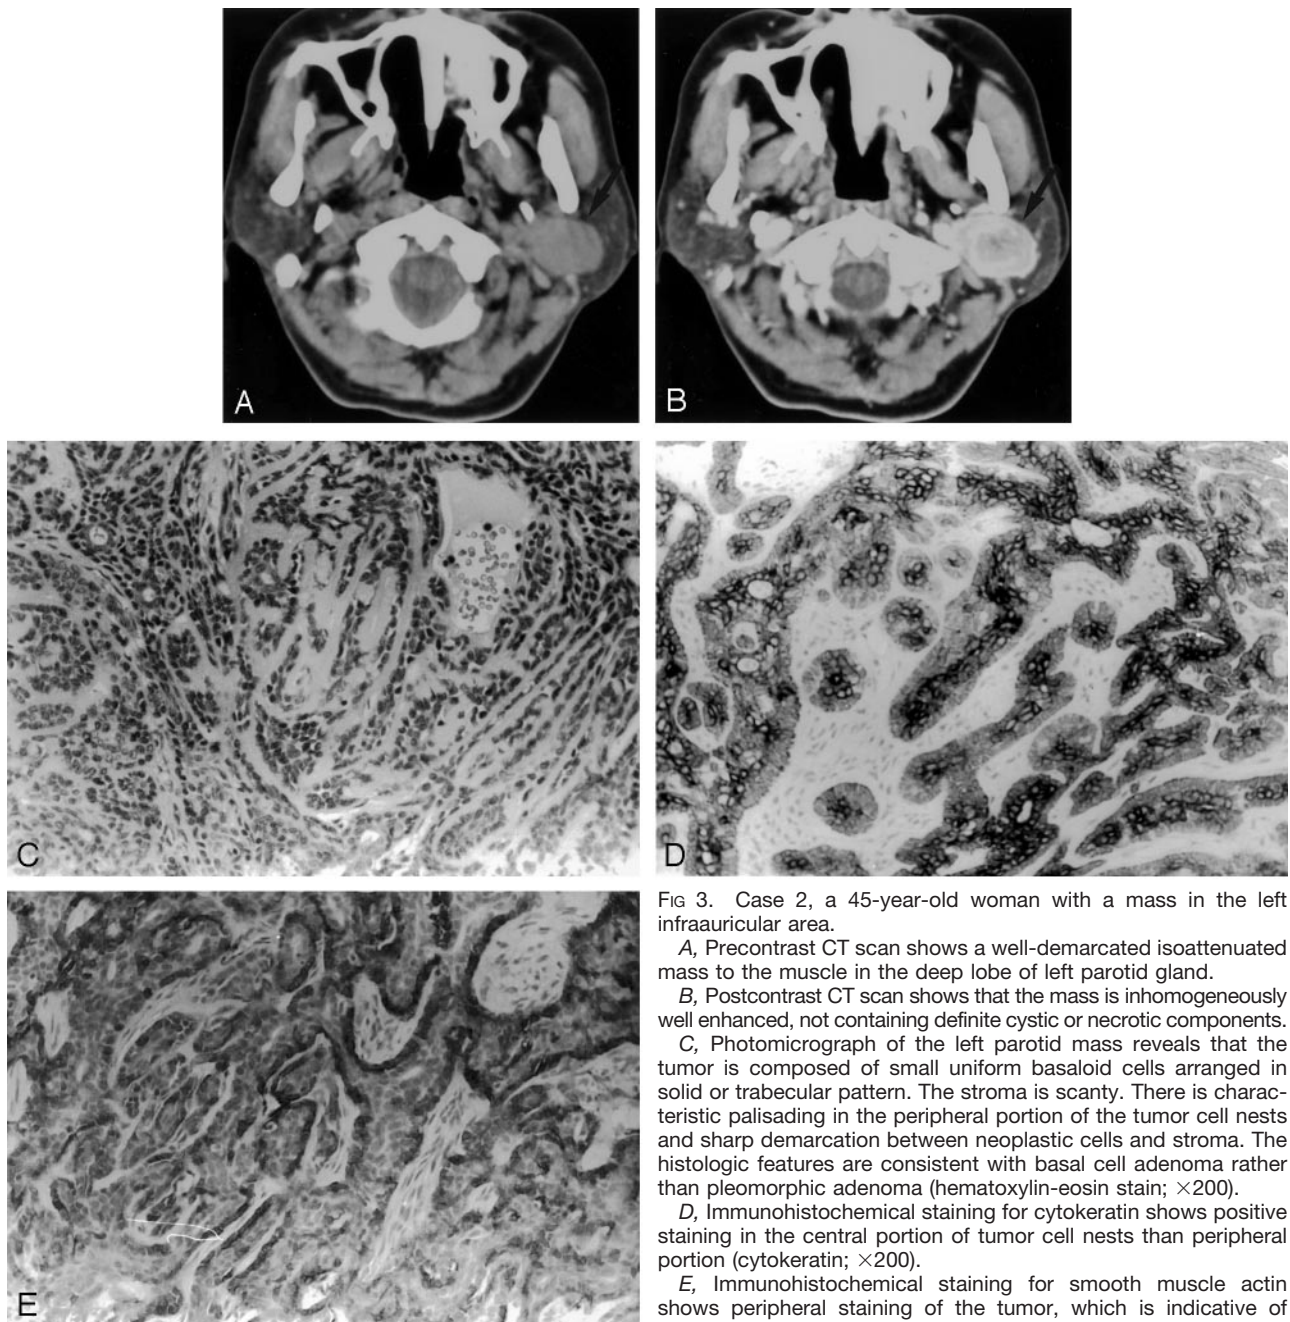 A
B
C
D
E
FIG 3. Case 2, a 45-year-old woman with a mass in the left
infraauricular area.
A, Precontrast CT scan shows a well-demarcated isoattenuated
mass to the muscle in the deep lobe of left parotid gland.
B, Postcontrast CT scan shows that the mass is inhomogeneously
well enhanced, not containing definite cystic or necrotic components.
C, Photomicrograph of the left parotid mass reveals that the
tumor is composed of small uniform basaloid cells arranged in
solid or trabecular pattern. The stroma is scanty. There is charac-
teristic palisading in the peripheral portion of the tumor cell nests
and sharp demarcation between neoplastic cells and stroma. The
histologic features are consistent with basal cell adenoma rather
than pleomorphic adenoma (hematoxylin-eosin stain; ×200).
D, Immunohistochemical staining for cytokeratin shows positive
staining in the central portion of tumor cell nests than peripheral
portion (cytokeratin; ×200).
E, Immunohistochemical staining for smooth muscle actin
shows peripheral staining of the tumor, which is indicative of